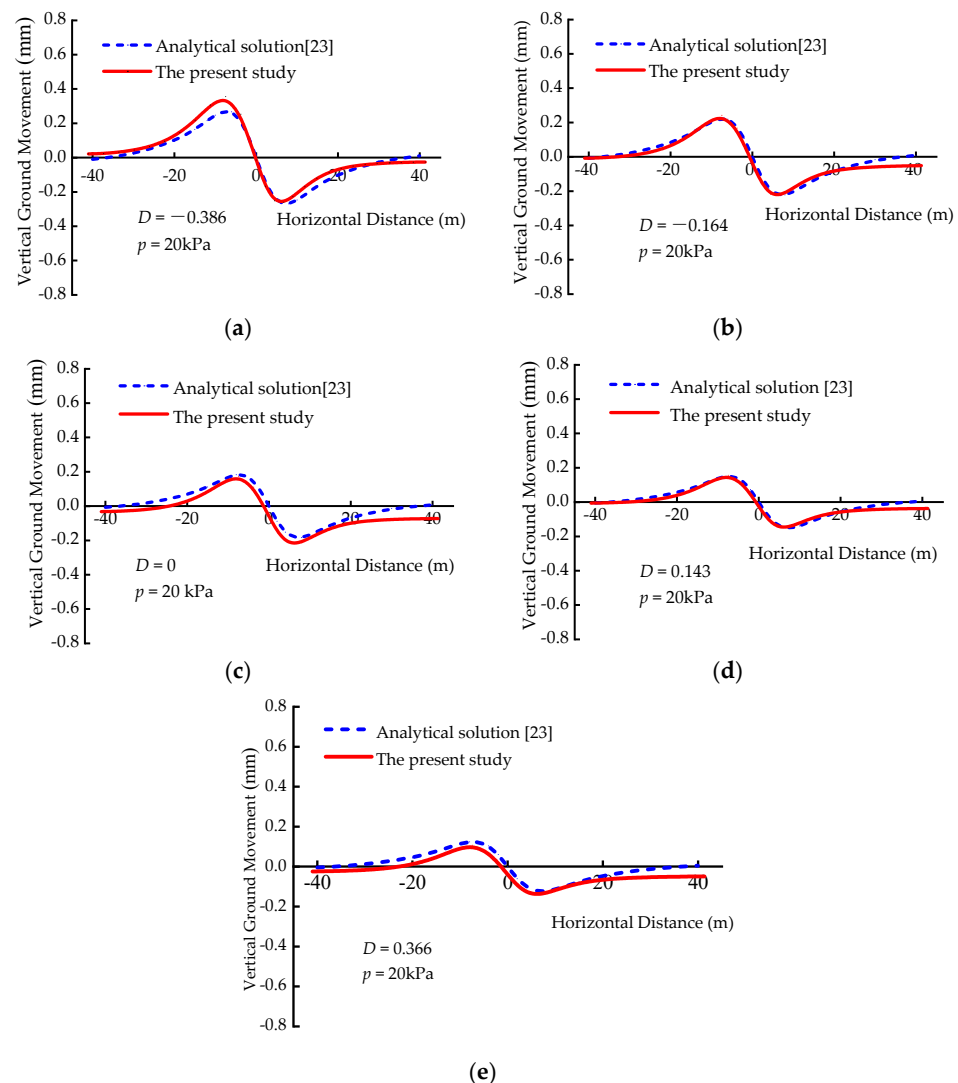 0.8
0.6
0.4
0.2
0.0
-0.2
-0.4
-0.6
-0.8
Vertical Ground Movement (mm)
Analytical solution[23]
The present study
-40
-20
0
20
40
Horizontal Distance (m)
D = −0.386
p = 20kPa
(a)
0.8
0.6
0.4
0.2
0.0
-0.2
-0.4
-0.6
-0.8
Vertical Ground Movement (mm)
Analytical solution[23]
The present study
-40
-20
0
20
40
Horizontal Distance (m)
D = −0.164
p = 20kPa
(b)
0.8
0.6
0.4
0.2
0.0
-0.2
-0.4
-0.6
-0.8
Vertical Ground Movement (mm)
Analytical solution[23]
The present study
-40
-20
0
20
40
Horizontal Distance (m)
D = 0
p = 20 kPa
(c)
0.8
0.6
0.4
0.2
0.0
-0.2
-0.4
-0.6
-0.8
Vertical Ground Movement (mm)
Analytical solution [23]
The present study
-40
-20
0
20
40
Horizontal Distance (m)
D = 0.143
p = 20kPa
(d)
0.8
0.6
0.4
0.2
0.0
-0.2
-0.4
-0.6
-0.8
Vertical Ground Movement (mm)
Analytical solution [23]
The present study
-40
-20
0
20
40
Horizontal Distance (m)
D = 0.366
p = 20kPa
(e)